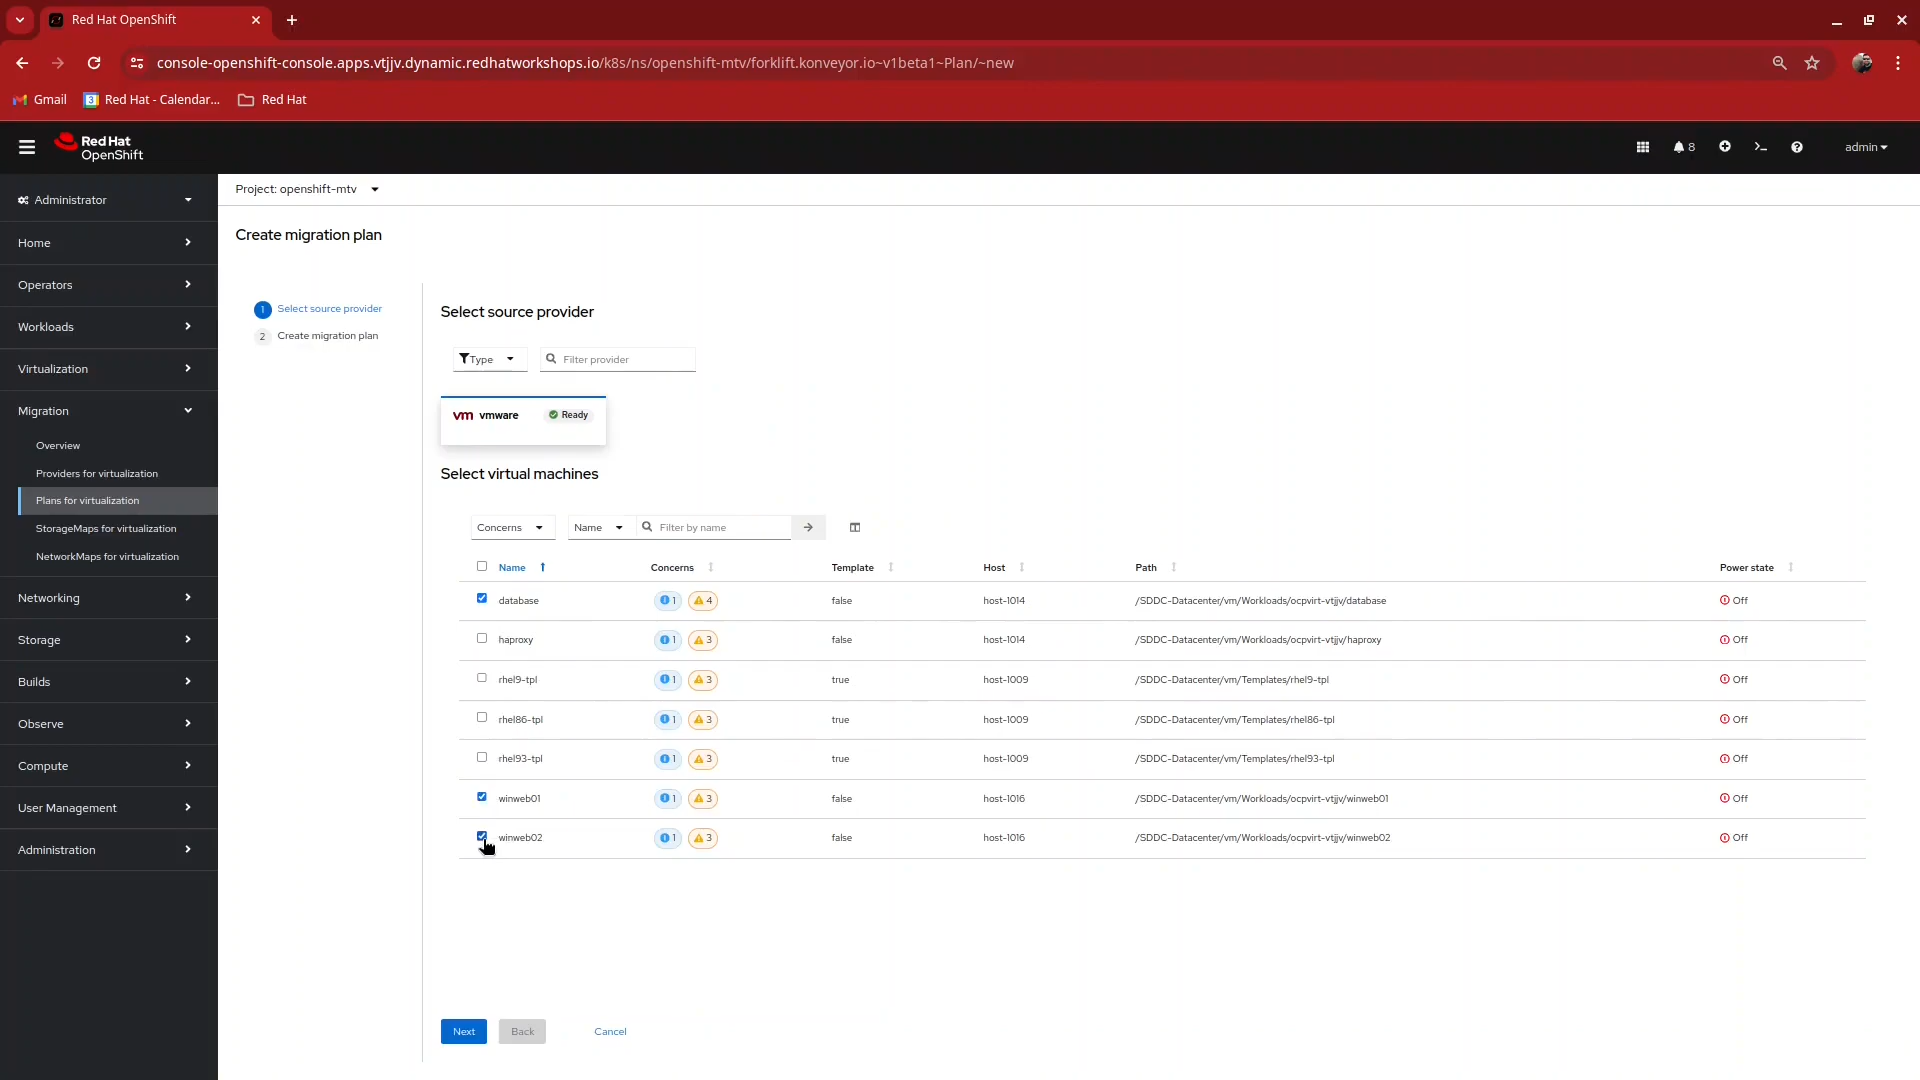 Red Hat OpenShift
console-openshift-console.apps.vtjjv.dynamic.redhatworkshops.io/k8s/ns/openshift-mtv/forklift.konveyor.io~v1beta1~Plan/~new
Gmail
3 Red Hat - Calendar...
Red Hat
Red Hat
OpenShift
8
admin
Administrator
Home
Operators
Workloads
Virtualization
Migration
Overview
Providers for virtualization
Plans for virtualization
StorageMaps for virtualization
NetworkMaps for virtualization
Networking
Storage
Builds
Observe
Compute
User Management
Administration
Project: openshift-mtv
Create migration plan
1 Select source provider
2 Create migration plan
Select source provider
Type
Filter provider
vm vmware Ready
Select virtual machines
Concerns Name Filter by name
Name Concerns Template Host Path Power state
database 1 4 false host-1014 /SDDC-Datacenter/vm/Workloads/ocpvirt-vtjjv/database Off
haproxy 1 3 false host-1014 /SDDC-Datacenter/vm/Workloads/ocpvirt-vtjjv/haproxy Off
rhel9-tpl 1 3 true host-1009 /SDDC-Datacenter/vm/Templates/rhel9-tpl Off
rhel86-tpl 1 3 true host-1009 /SDDC-Datacenter/vm/Templates/rhel86-tpl Off
rhel93-tpl 1 3 true host-1009 /SDDC-Datacenter/vm/Templates/rhel93-tpl Off
winweb01 1 3 false host-1016 /SDDC-Datacenter/vm/Workloads/ocpvirt-vtjjv/winweb01 Off
winweb02 1 3 false host-1016 /SDDC-Datacenter/vm/Workloads/ocpvirt-vtjjv/winweb02 Off
Next Back Cancel